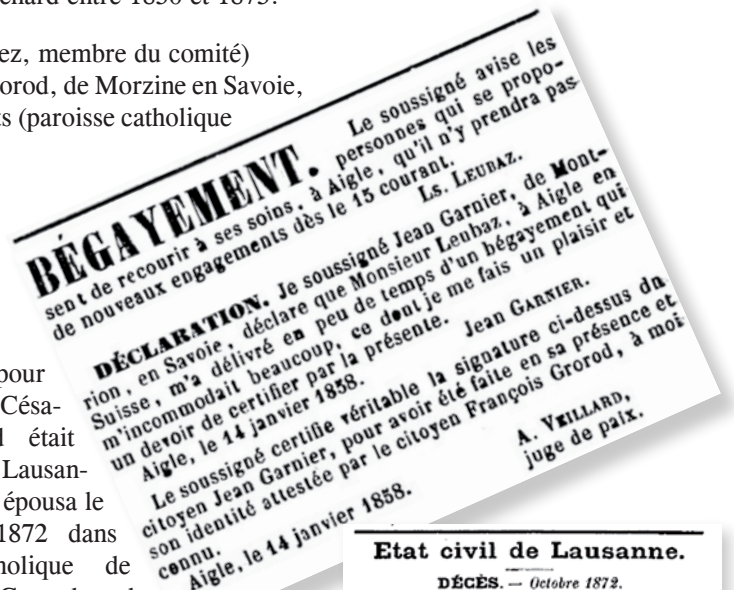 chard entre 1850 et 1875.
ez, membre du comité)
orod, de Morzine en Savoie,
s (paroisse catholique
BÉGAYEMENT. Le soussigné avise les
personnes qui se propo-
sent de recourir à ses soins, à Aigle, qu'il n'y prendra pas
de nouveaux engagements dès le 15 courant.
Ls. LEUBAZ.
DÉCLARATION. Je soussigné Jean Garnier, de Mont-
rion, en Savoie, déclare que Monsieur Leubaz, à Aigle en
Suisse, m'a délivré en peu de temps d'un bégayement qui
m'incommodait beaucoup, ce dont je me fais un plaisir et
un devoir de certifier par la présente.
Aigle, le 14 janvier 1858. Jean GARNIER.
Le soussigné certifie véritable la signature ci-dessus du
citoyen Jean Garnier, pour avoir été faite en sa présence et
son identité attestée par le citoyen François Grorod, à moi
connu.
Aigle, le 14 janvier 1858. A. VEILLARD,
juge de paix.
pour
Césa-
était
Lausan-
épousa le
1872 dans
olique de
Etat civil de Lausanne.
DÉCÈS. — Octobre 1872.